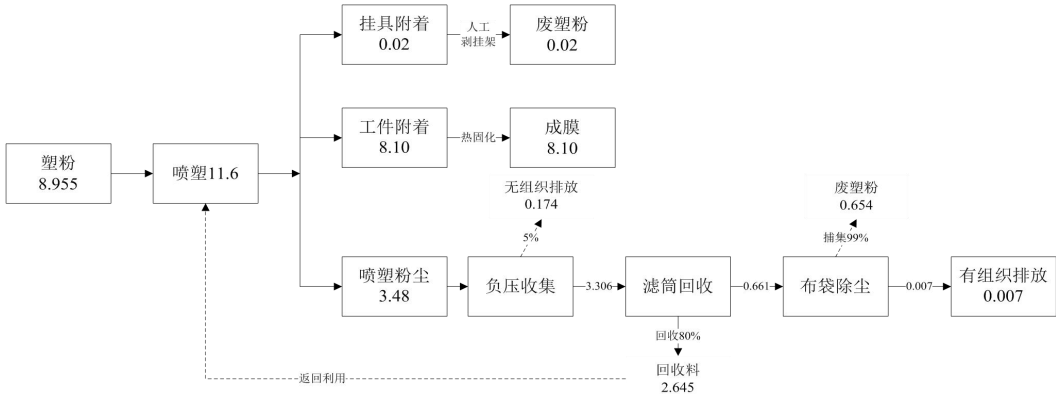 挂具附着
0.02
人工
剥挂架
废塑粉
0.02
工件附着
8.10
热固化
成膜
8.10
塑粉
8.955
喷塑11.6
无组织排放
0.174
5%
废塑粉
0.654
捕集99%
喷塑粉尘
3.48
负压收集
3.306
滤筒回收
0.661
布袋除尘
0.007
有组织排放
0.007
回收80%
回收料
2.645
返回利用